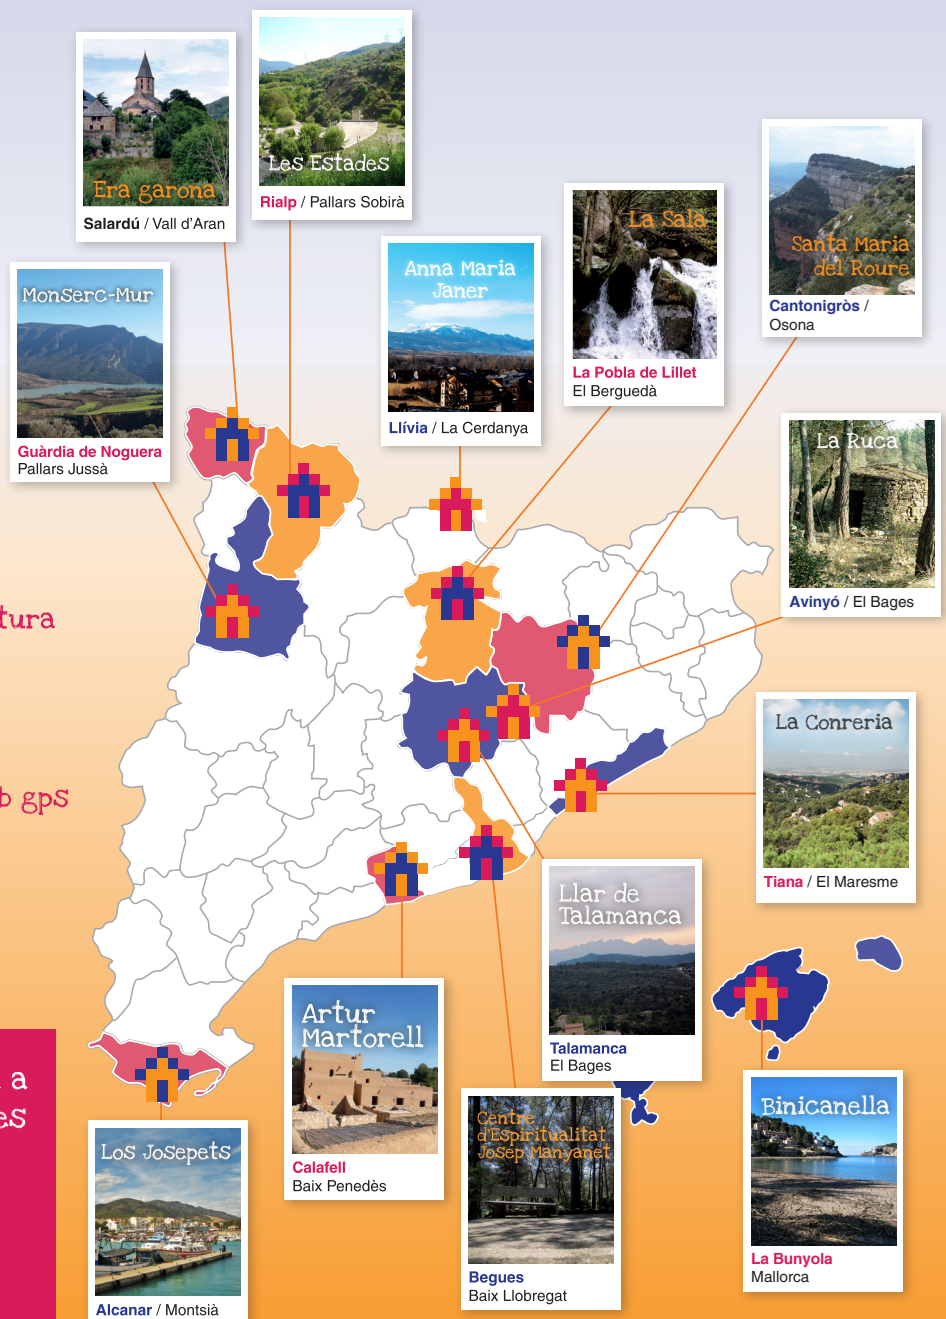 Era garona
Salardú / Vall d'Aran
Les Estades
Rialp / Pallars Sobirà
Monserc-Mur
Guàrdia de Noguera
Pallars Jussà
Anna Maria
Janer
Llívia / La Cerdanya
La Sala
La Pobla de Lillet
El Berguedà
Santa Maria
del Roure
Cantonigròs /
Osona
La Ruca
Avinyó / El Bages
tura
b gps
La Conreria
Tiana / El Maresme
Llar de
Talamanca
Talamanca
El Bages
Artur
Martorell
Calafell
Baix Penedès
a
es
Los Josepets
Alcanar / Montsià
Centre
d'Espiritualitat
Josep Manyanet
Begues
Baix Llobregat
Binicanella
La Bunyola
Mallorca